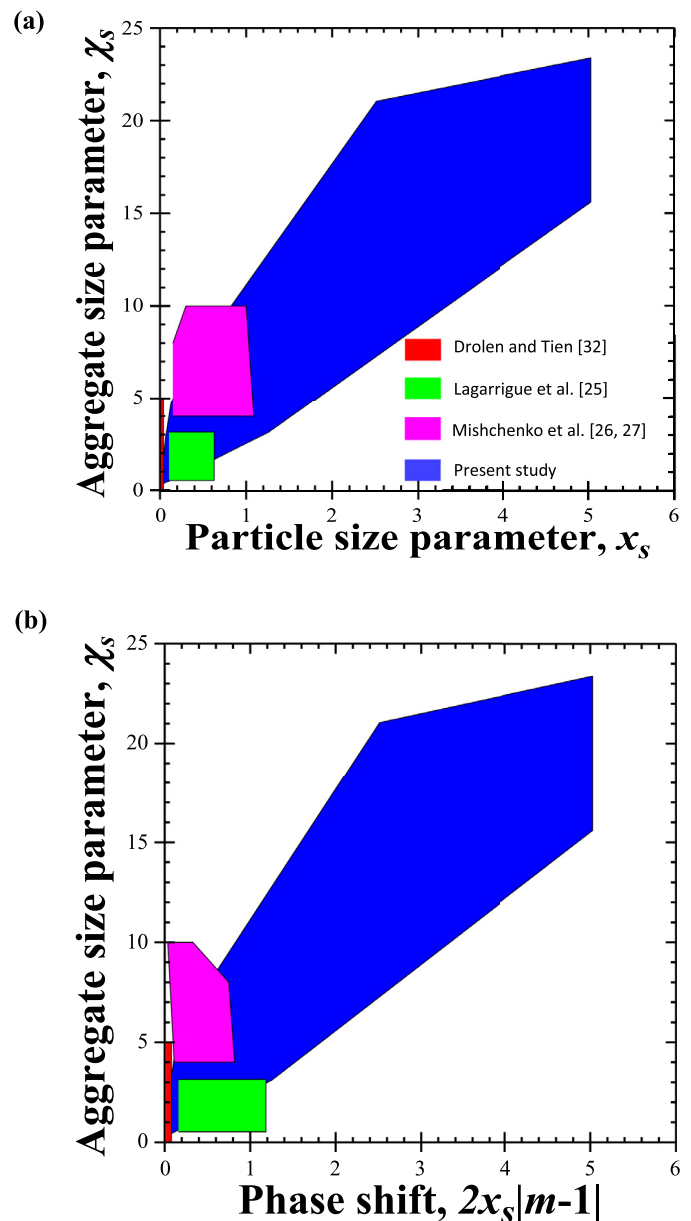 (a)
Aggregate size parameter, χₛ
25
20
15
10
5
0
0 1 2 3 4 5 6
Particle size parameter, xₛ
Drolen and Tien [32]
Lagarrigue et al. [25]
Mishchenko et al. [26, 27]
Present study
(b)
Aggregate size parameter, χₛ
25
20
15
10
5
0
0 1 2 3 4 5 6
Phase shift, 2xₛ|m-1|